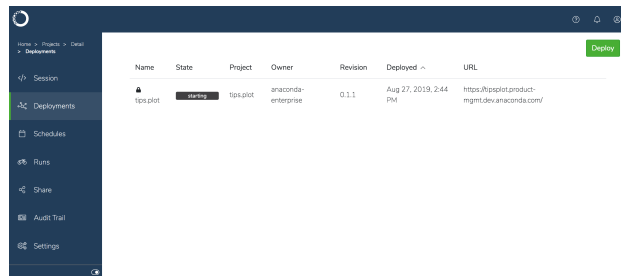 Home > Projects > Detail
> Deployments
Deploy
Session
Deployments
Schedules
Runs
Share
Audit Trail
Settings
Name State Project Owner Revision Deployed URL
tips.plot starting tips.plot anaconda-enterprise 0.1.1 Aug 27, 2019, 2:44 PM https://tipsplot.product-mgmt.dev.anaconda.com/